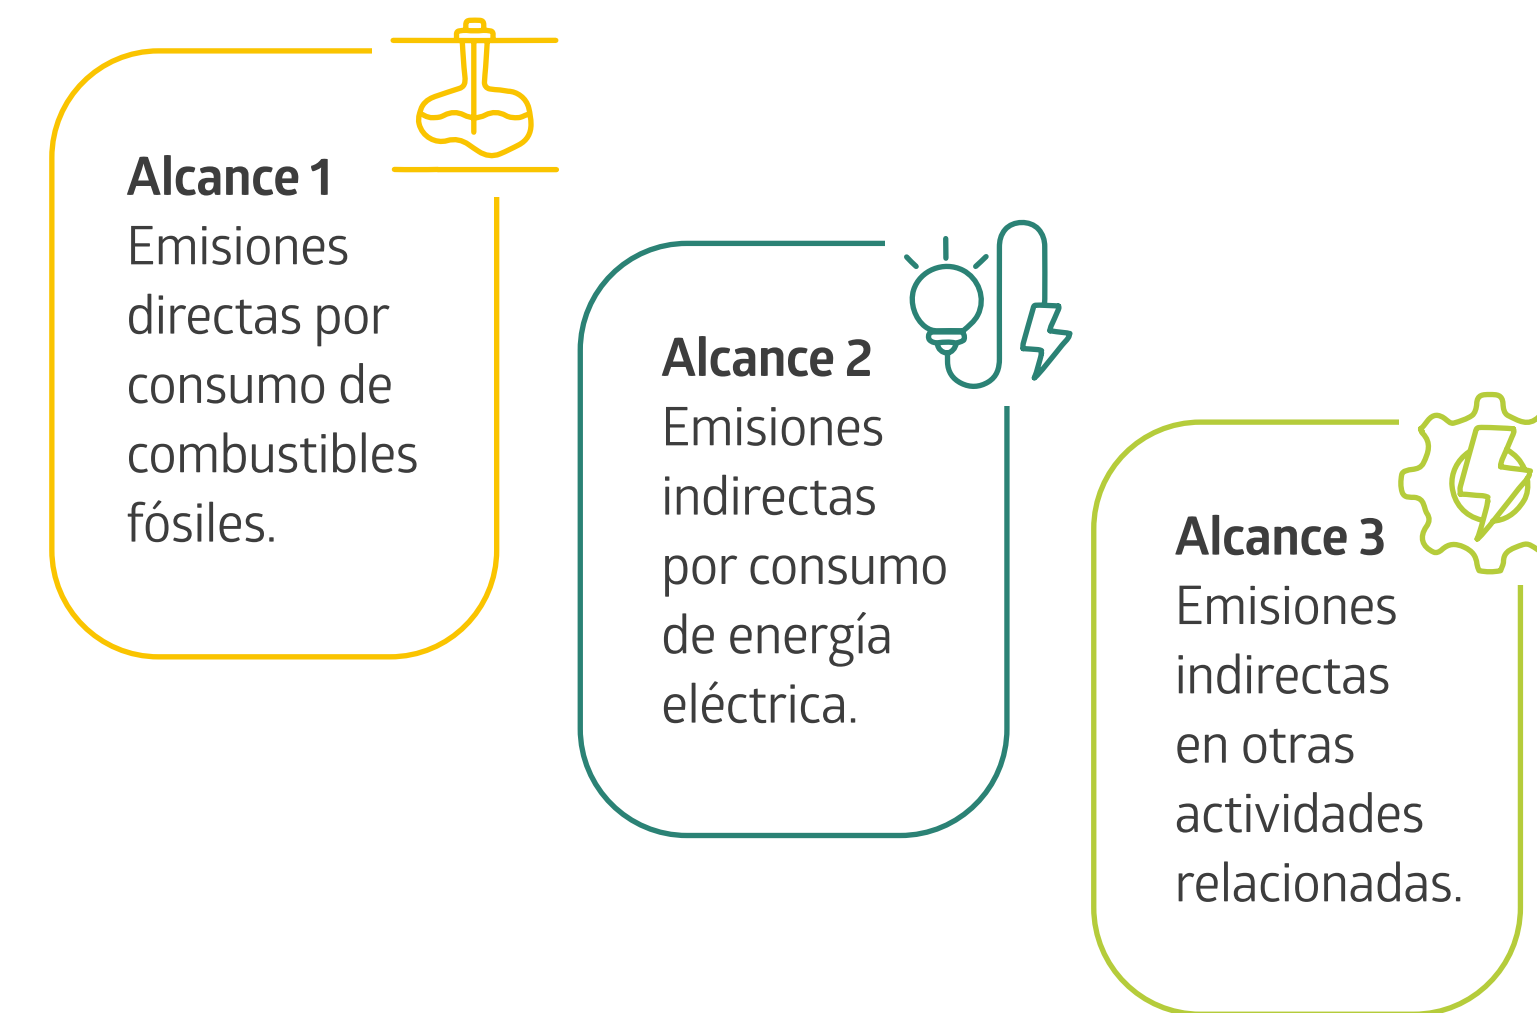 Alcance 1
Emisiones
directas por
consumo de
combustibles
fósiles.
Alcance 2
Emisiones
indirectas
por consumo
de energía
eléctrica.
Alcance 3
Emisiones
indirectas
en otras
actividades
relacionadas.